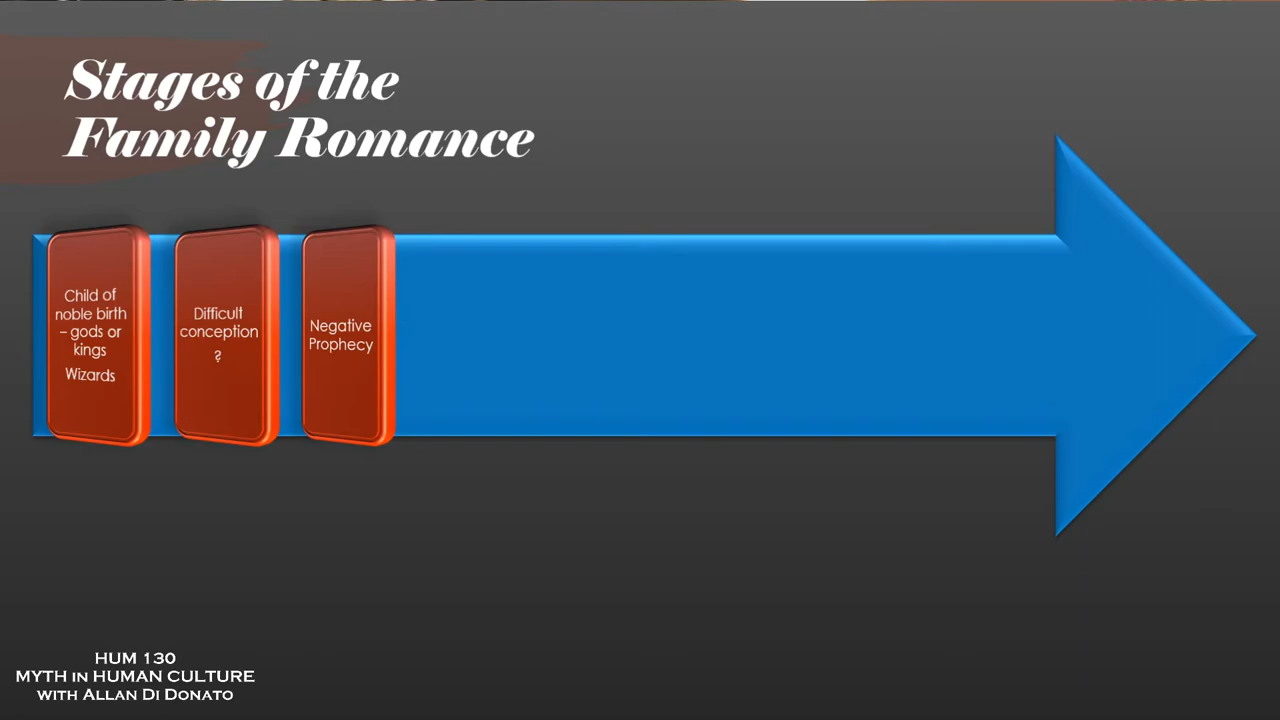 Stages of the
Family Romance
Child of
noble birth
– gods or
kings
Wizards
Difficult
conception
?
Negative
Prophecy
HUM 130
MYTH in HUMAN CULTURE
WITH ALLAN DI DONATO